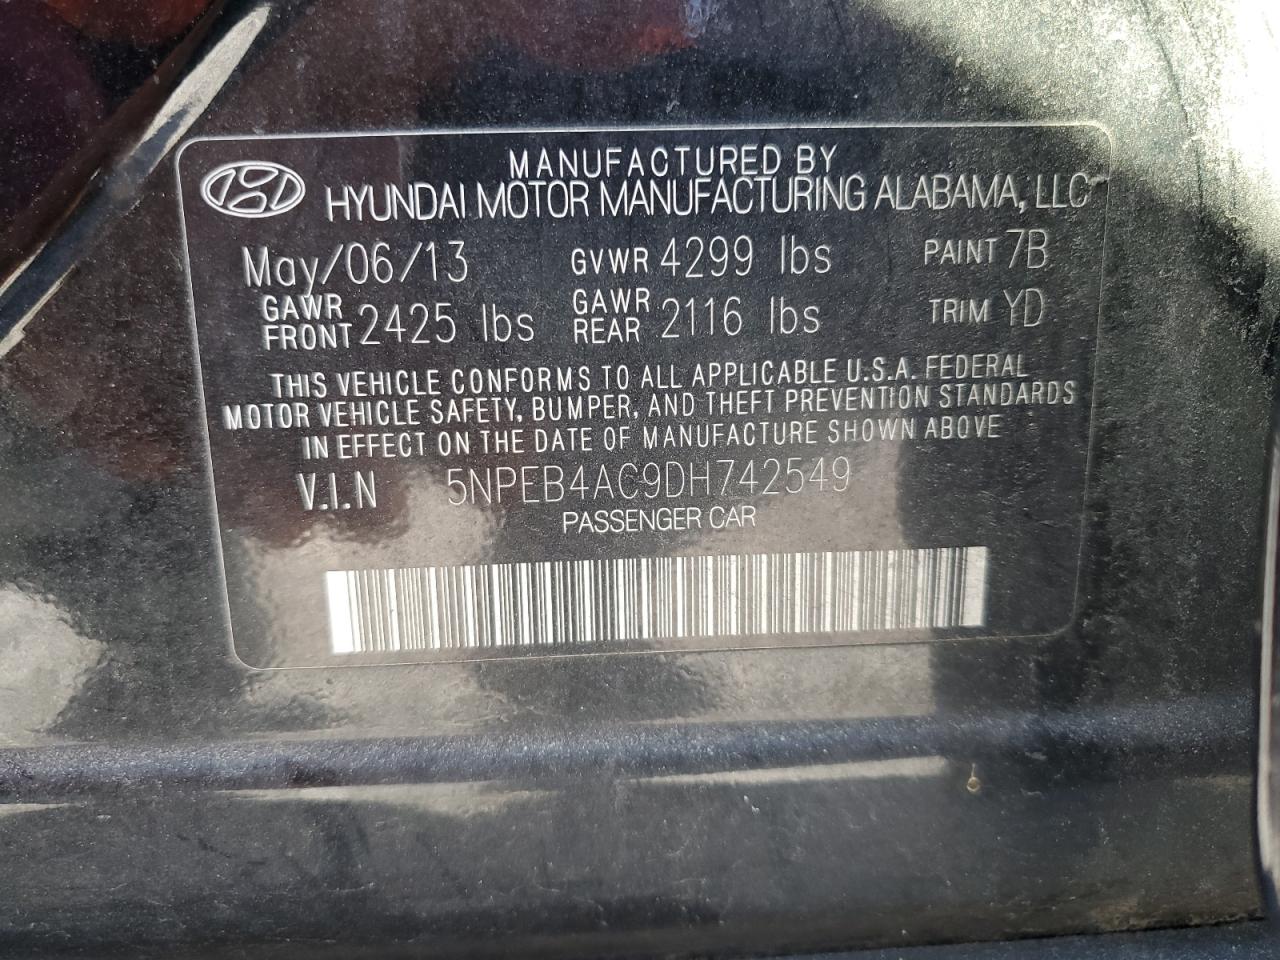 MANUFACTURED BY
HYUNDAI MOTOR MANUFACTURING ALABAMA, LLC
May/06/13 GVWR 4299 lbs PAINT 7B
GAWR FRONT 2425 lbs GAWR REAR 2116 lbs TRIM YD
THIS VEHICLE CONFORMS TO ALL APPLICABLE U.S.A. FEDERAL
MOTOR VEHICLE SAFETY, BUMPER, AND THEFT PREVENTION STANDARDS
IN EFFECT ON THE DATE OF MANUFACTURE SHOWN ABOVE
V.I.N 5NPEB4AC9DH742549
PASSENGER CAR